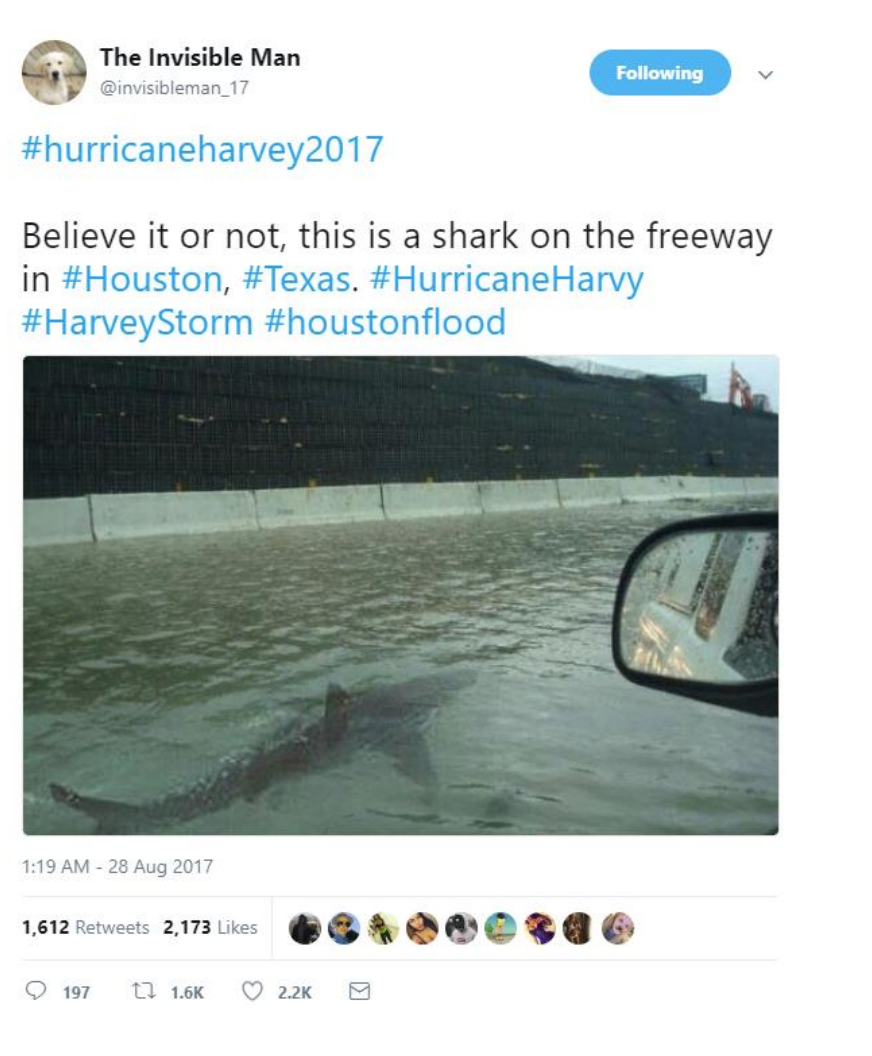 The Invisible Man
@invisibleman_17
Following
#hurricaneharvey2017
Believe it or not, this is a shark on the freeway
in #Houston, #Texas. #HurricaneHarvy
#HarveyStorm #houstonflood
1:19 AM - 28 Aug 2017
1,612 Retweets 2,173 Likes
197 1.6K 2.2K